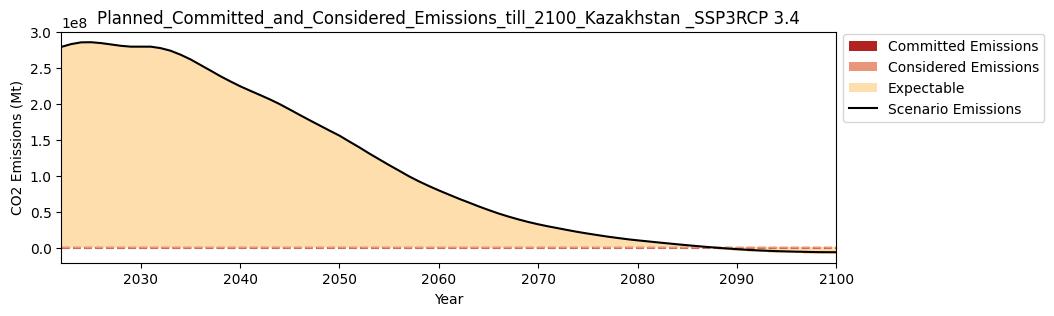 Planned_Committed_and_Considered_Emissions_till_2100_Kazakhstan _SSP3RCP 3.4
1e8
3.0
2.5
2.0
1.5
1.0
0.5
0.0
CO2 Emissions (Mt)
2030 2040 2050 2060 2070 2080 2090 2100
Year
Committed Emissions
Considered Emissions
Expectable
Scenario Emissions